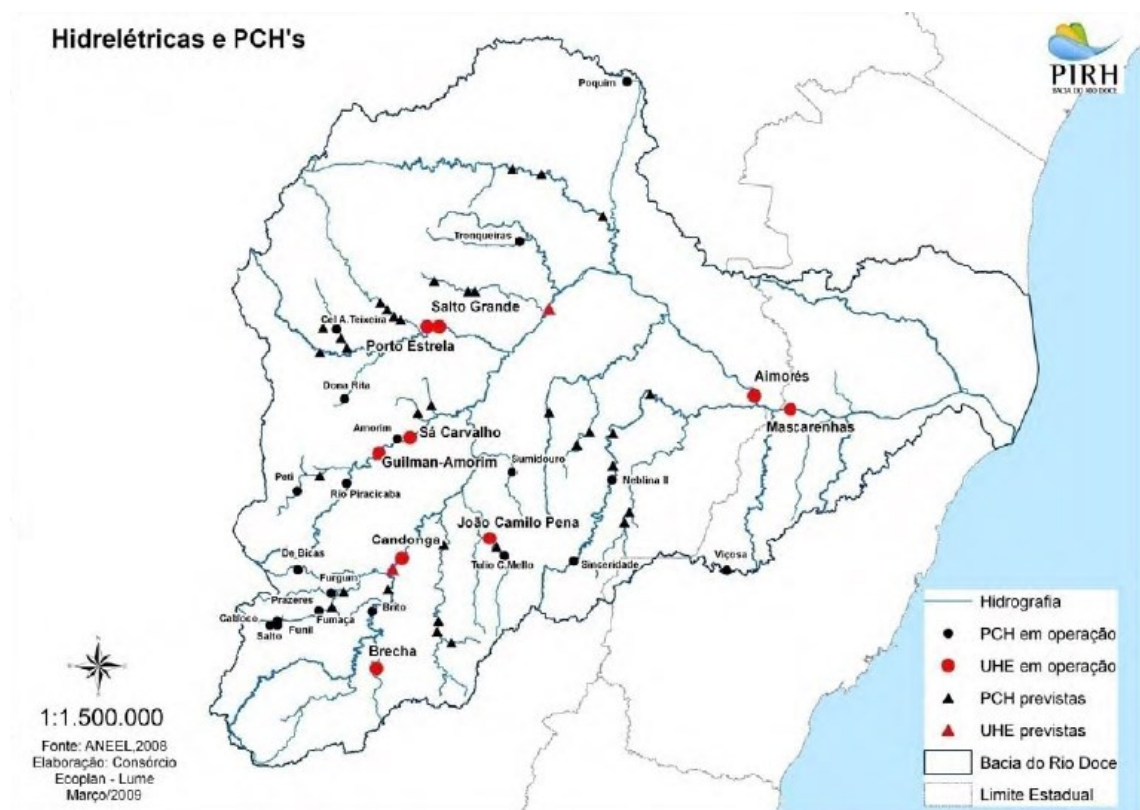 Hidrelétricas e PCH's
PIRH
BACIA DO RIO DOCE
Poquim
Tronqueiras
Salto Grande
Cel A.Teixeira
Porto Estrela
Dona Rita
Aimorés
Mascarenhas
Amorim
Sá Carvalho
Guilman-Amorim
Sumidouro
Peti
Rio Piracicaba
Neblina II
João Camilo Pena
Candonga
De Bicas
Tulio C.Mello
Sinceridade
Viçosa
Furgum
Prazeres
Brito
Fumaça
Caboco
Salto
Funil
Brecha
Hidrografia
PCH em operação
UHE em operação
PCH previstas
UHE previstas
Bacia do Rio Doce
Limite Estadual
1:1.500.000
Fonte: ANEEL,2008
Elaboração: Consórcio
Ecoplan - Lume
Março/2009